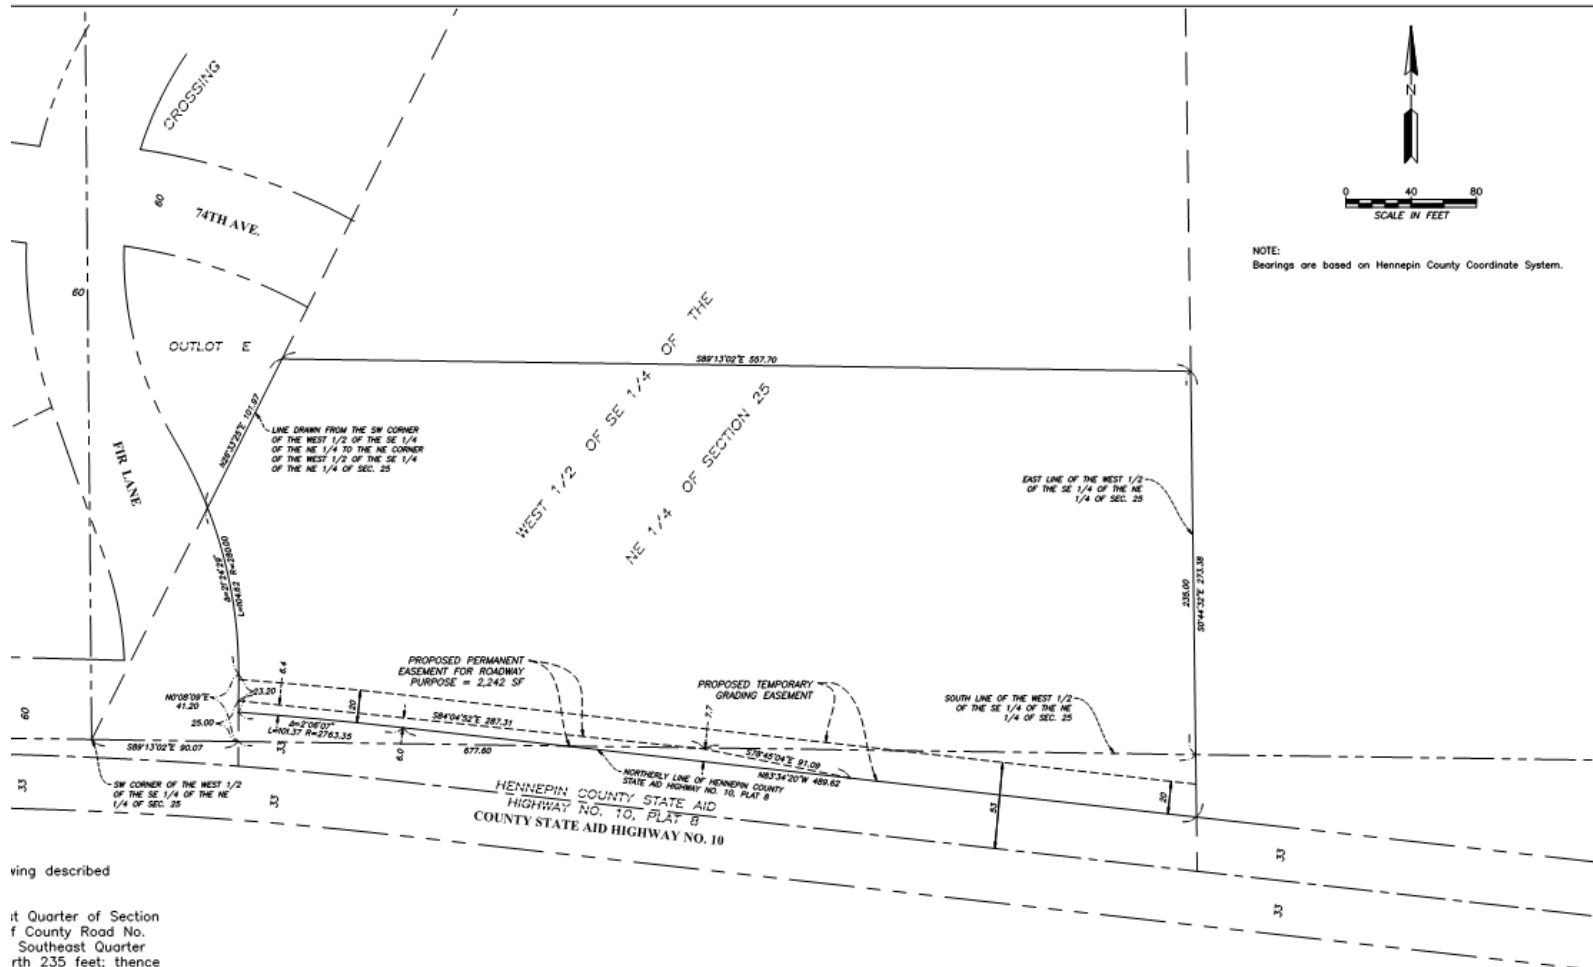 CROSSING
60
74TH AVE.
N
0 40 80
SCALE IN FEET
NOTE:
Bearings are based on Hennepin County Coordinate System.
60
OUTLOT E
WEST 1/2 OF SE 1/4 OF THE
NE 1/4 OF SECTION 25
S89°13'02"E 557.70
N26°33'25"E 101.97
LINE DRAWN FROM THE SW CORNER
OF THE WEST 1/2 OF THE SE 1/4
OF THE NE 1/4 TO THE NE CORNER
OF THE WEST 1/2 OF THE SE 1/4
OF THE NE 1/4 OF SEC. 25
FIR LANE
EAST LINE OF THE WEST 1/2
OF THE SE 1/4 OF THE NE
1/4 OF SEC. 25
Δ=21°24'29"
L=104.62 R=280.00
235.00
S0°44'32"E 273.38
6.4
PROPOSED PERMANENT
EASEMENT FOR ROADWAY
PURPOSE = 2,242 SF
PROPOSED TEMPORARY
GRADING EASEMENT
SOUTH LINE OF THE WEST 1/2
OF THE SE 1/4 OF THE NE
1/4 OF SEC. 25
N0°08'09"E
41.20
23.20
25.00
20
7.7
S84°04'52"E 287.31
Δ=2°06'07"
L=101.37 R=2763.35
33
6.0
677.60
60
S89°13'02"E 90.07
S79°45'04"E 91.09
N83°34'20"W 489.62
NORTHERLY LINE OF HENNEPIN COUNTY
STATE AID HIGHWAY NO. 10, PLAT 8
SW CORNER OF THE WEST 1/2
OF THE SE 1/4 OF THE NE
1/4 OF SEC. 25
33
33
HENNEPIN COUNTY STATE AID
HIGHWAY NO. 10, PLAT 8
COUNTY STATE AID HIGHWAY NO. 10
53
20
33
33
wing described
st Quarter of Section
f County Road No.
Southeast Quarter
rth 235 feet; thence